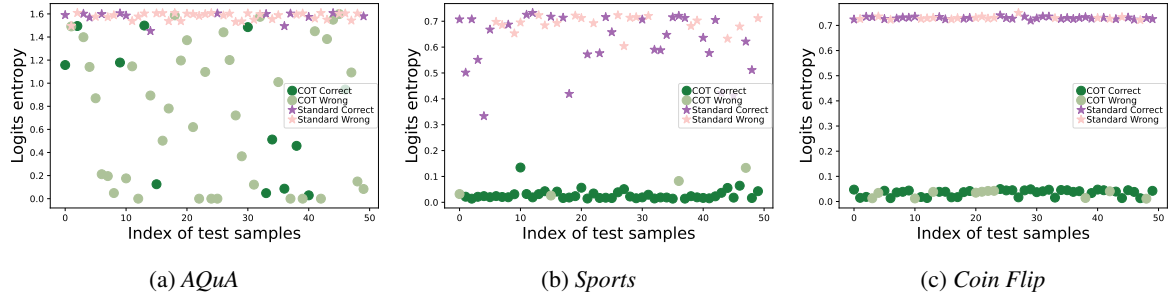 Logits entropy
1.6
1.4
1.2
1.0
0.8
0.6
0.4
0.2
0.0
0 10 20 30 40 50
Index of test samples
COT Correct
COT Wrong
Standard Correct
Standard Wrong
(a) AQuA
Logits entropy
0.7
0.6
0.5
0.4
0.3
0.2
0.1
0.0
0 10 20 30 40 50
Index of test samples
COT Correct
COT Wrong
Standard Correct
Standard Wrong
(b) Sports
Logits entropy
0.7
0.6
0.5
0.4
0.3
0.2
0.1
0.0
0 10 20 30 40 50
Index of test samples
COT Correct
COT Wrong
Standard Correct
Standard Wrong
(c) Coin Flip